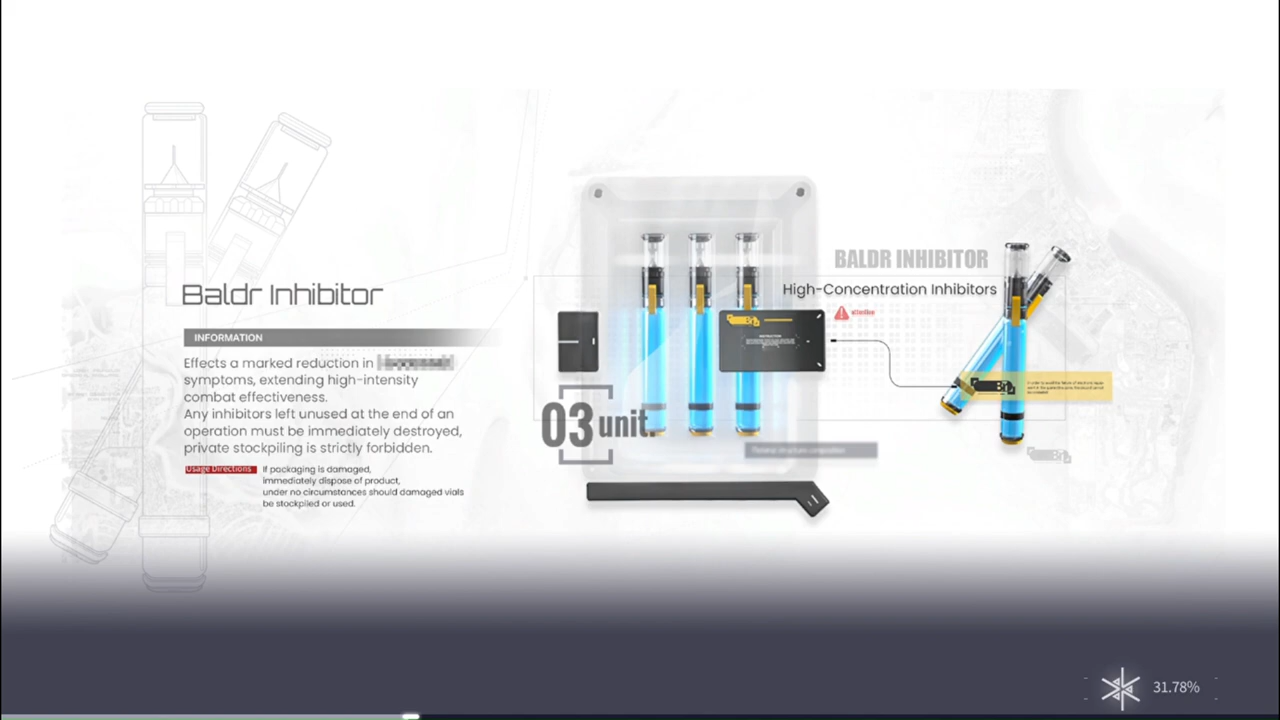 Baldr Inhibitor
INFORMATION
Effects a marked reduction in
symptoms, extending high-intensity
combat effectiveness.
Any inhibitors left unused at the end of an
operation must be immediately destroyed,
private stockpiling is strictly forbidden.
Usage Directions
If packaging is damaged,
immediately dispose of product,
under no circumstances should damaged vials
be stockpiled or used.
03 unit.
BALDR INHIBITOR
High-Concentration Inhibitors
attention
31.78%